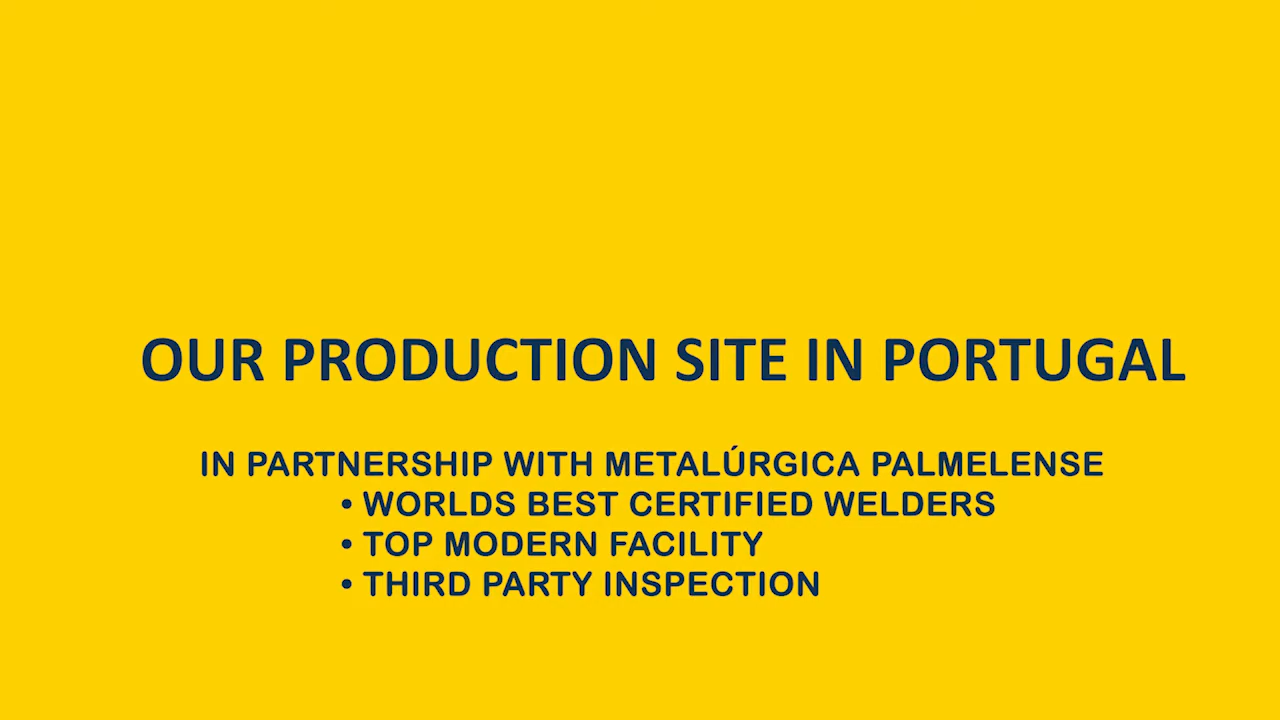 OUR PRODUCTION SITE IN PORTUGAL
IN PARTNERSHIP WITH METALÚRGICA PALMELENSE
• WORLDS BEST CERTIFIED WELDERS
• TOP MODERN FACILITY
• THIRD PARTY INSPECTION